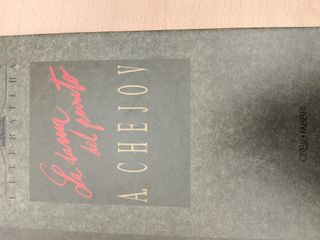 LITERATURA
La dama
del perrito
A. CHEJOV
ORBIS·FABBRI